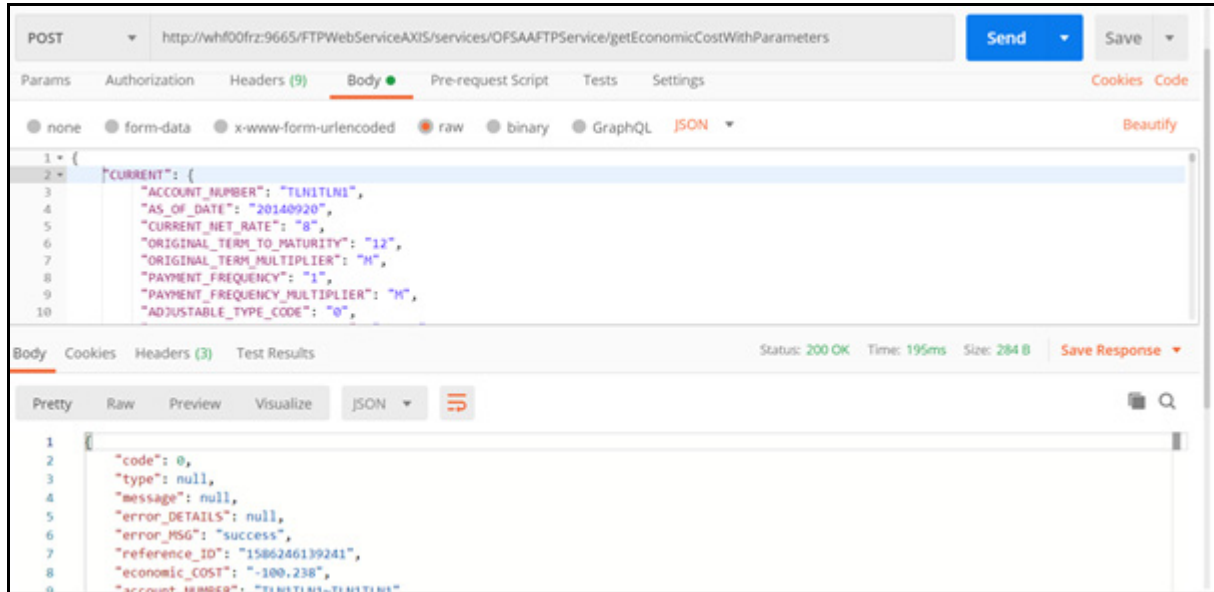 POST http://whf00frz:9665/FTPWebServiceAXIS/services/OFSAAFTPService/getEconomicCostWithParameters Send Save
Params Authorization Headers (9) Body Pre-request Script Tests Settings Cookies Code
none form-data x-www-form-urlencoded raw binary GraphQL JSON Beautify
1 {
2 "CURRENT": {
3 "ACCOUNT_NUMBER": "TLN1TLN1",
4 "AS_OF_DATE": "20140920",
5 "CURRENT_NET_RATE": "8",
6 "ORIGINAL_TERM_TO_MATURITY": "12",
7 "ORIGINAL_TERM_MULTIPLIER": "M",
8 "PAYMENT_FREQUENCY": "1",
9 "PAYMENT_FREQUENCY_MULTIPLIER": "M",
10 "ADJUSTABLE_TYPE_CODE": "0",
Body Cookies Headers (3) Test Results Status: 200 OK Time: 195ms Size: 284 B Save Response
Pretty Raw Preview Visualize JSON
1 {
2 "code": 0,
3 "type": null,
4 "message": null,
5 "error_DETAILS": null,
6 "error_MSG": "success",
7 "reference_ID": "1586246139241",
8 "economic_COST": "-100.238",
9 "account_NUMBER": "TLN1TLN1~TLN1TLN1"